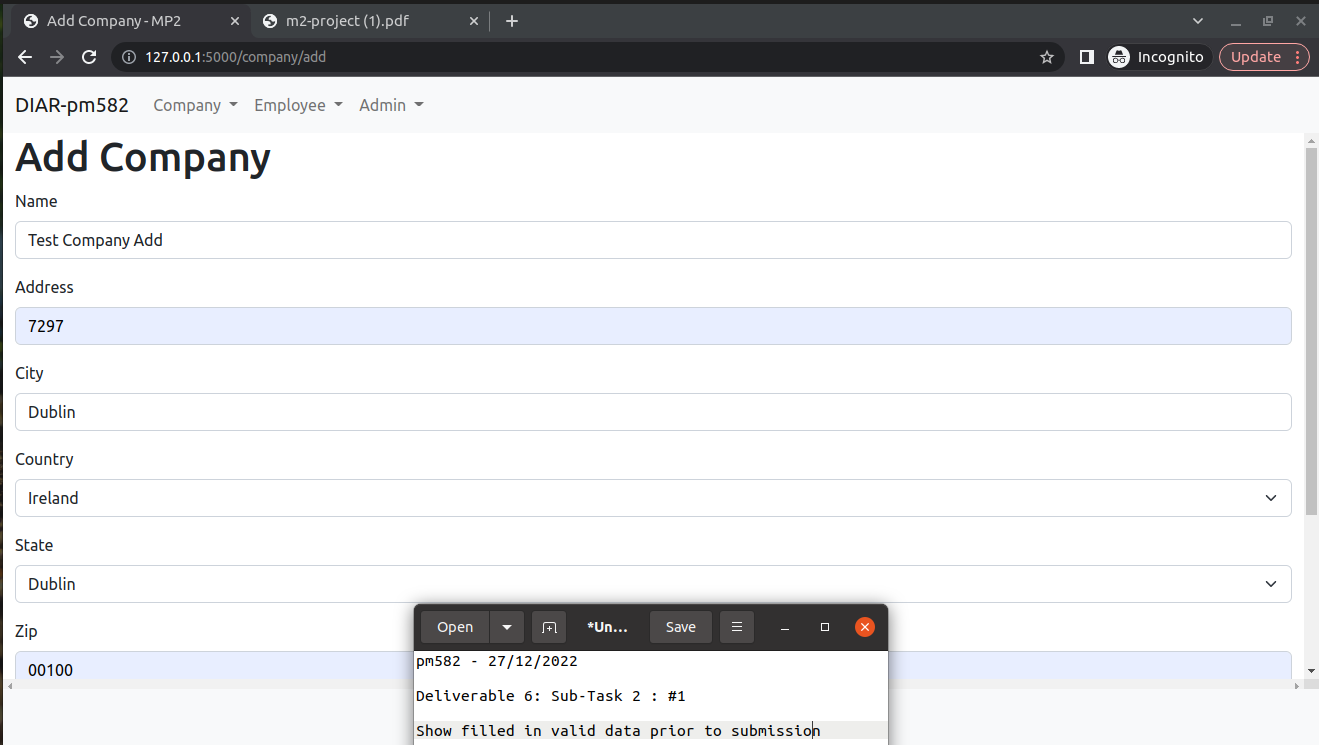 Add Company - MP2
m2-project (1).pdf
127.0.0.1:5000/company/add
Incognito
Update
DIAR-pm582
Company
Employee
Admin
Add Company
Name
Test Company Add
Address
7297
City
Dublin
Country
Ireland
State
Dublin
Zip
00100
Open
*Un...
Save
pm582 - 27/12/2022
Deliverable 6: Sub-Task 2 : #1
Show filled in valid data prior to submission